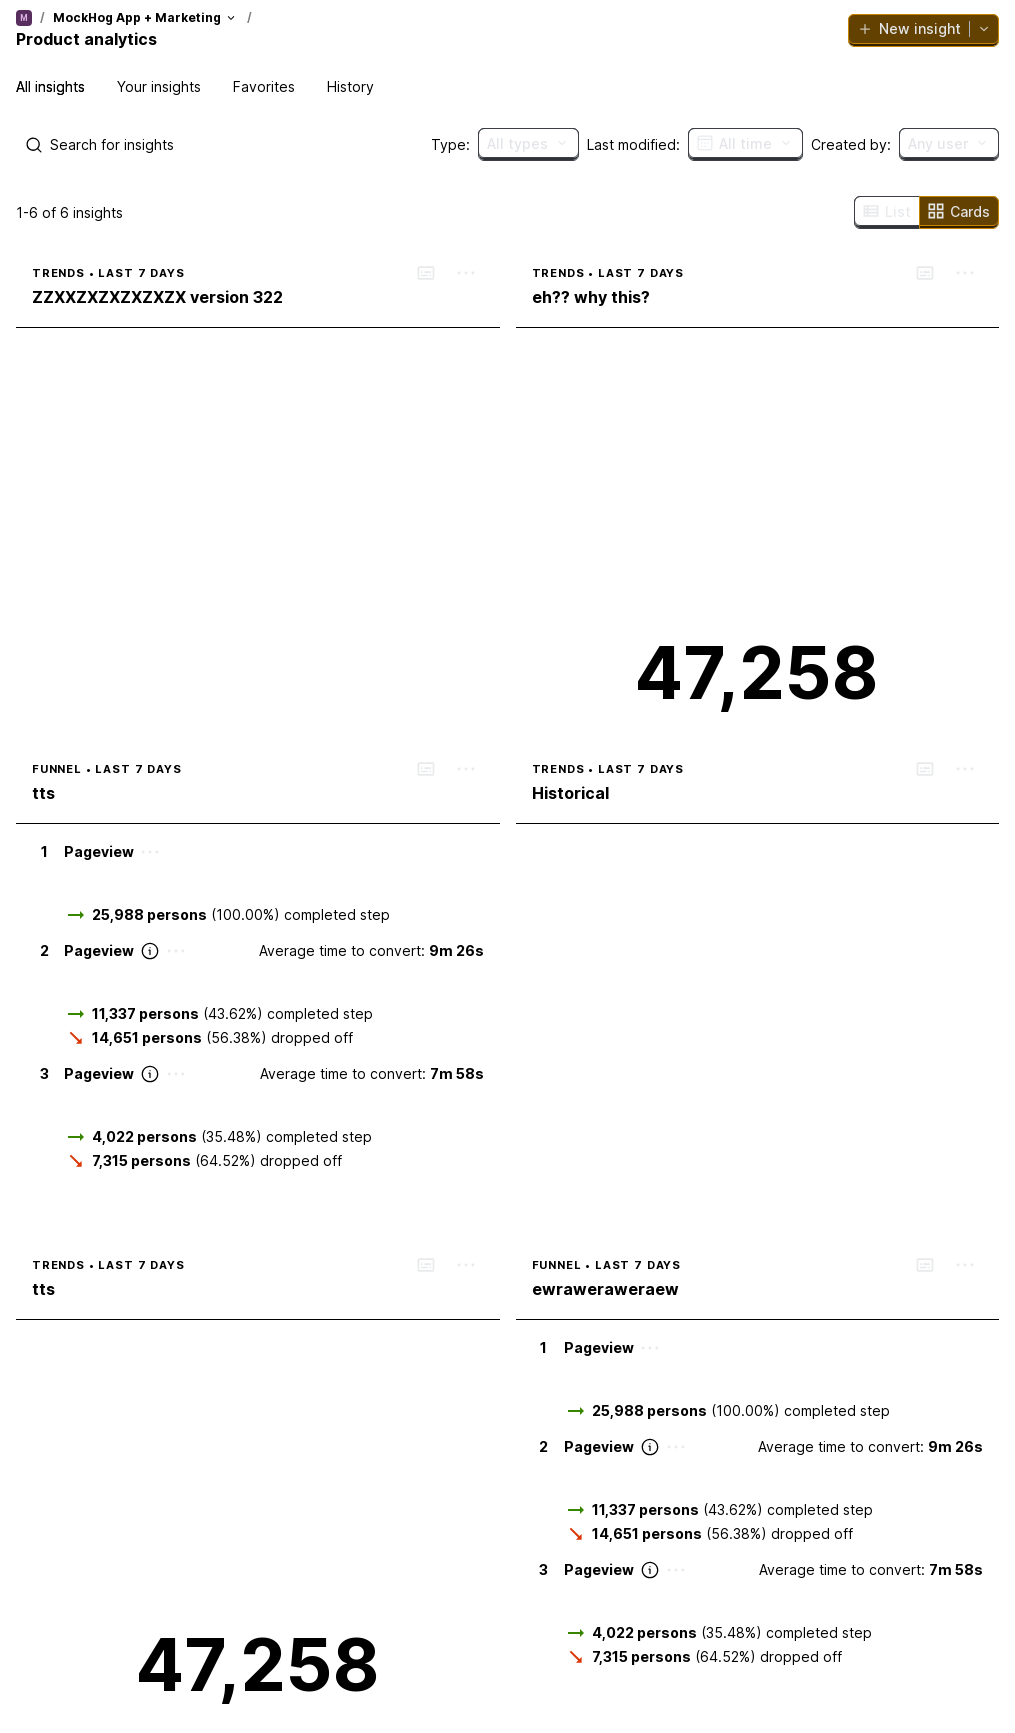 M / MockHog App + Marketing /
Product analytics
New insight
All insights Your insights Favorites History
Search for insights
Type: All types Last modified: All time Created by: Any user
1-6 of 6 insights
List Cards
TRENDS • LAST 7 DAYS
ZZXXZXZXZXZXZX version 322
TRENDS • LAST 7 DAYS
eh?? why this?
47,258
FUNNEL • LAST 7 DAYS
tts
1 Pageview
25,988 persons (100.00%) completed step
2 Pageview Average time to convert: 9m 26s
11,337 persons (43.62%) completed step
14,651 persons (56.38%) dropped off
3 Pageview Average time to convert: 7m 58s
4,022 persons (35.48%) completed step
7,315 persons (64.52%) dropped off
TRENDS • LAST 7 DAYS
Historical
TRENDS • LAST 7 DAYS
tts
47,258
FUNNEL • LAST 7 DAYS
ewraweraweraew
1 Pageview
25,988 persons (100.00%) completed step
2 Pageview Average time to convert: 9m 26s
11,337 persons (43.62%) completed step
14,651 persons (56.38%) dropped off
3 Pageview Average time to convert: 7m 58s
4,022 persons (35.48%) completed step
7,315 persons (64.52%) dropped off